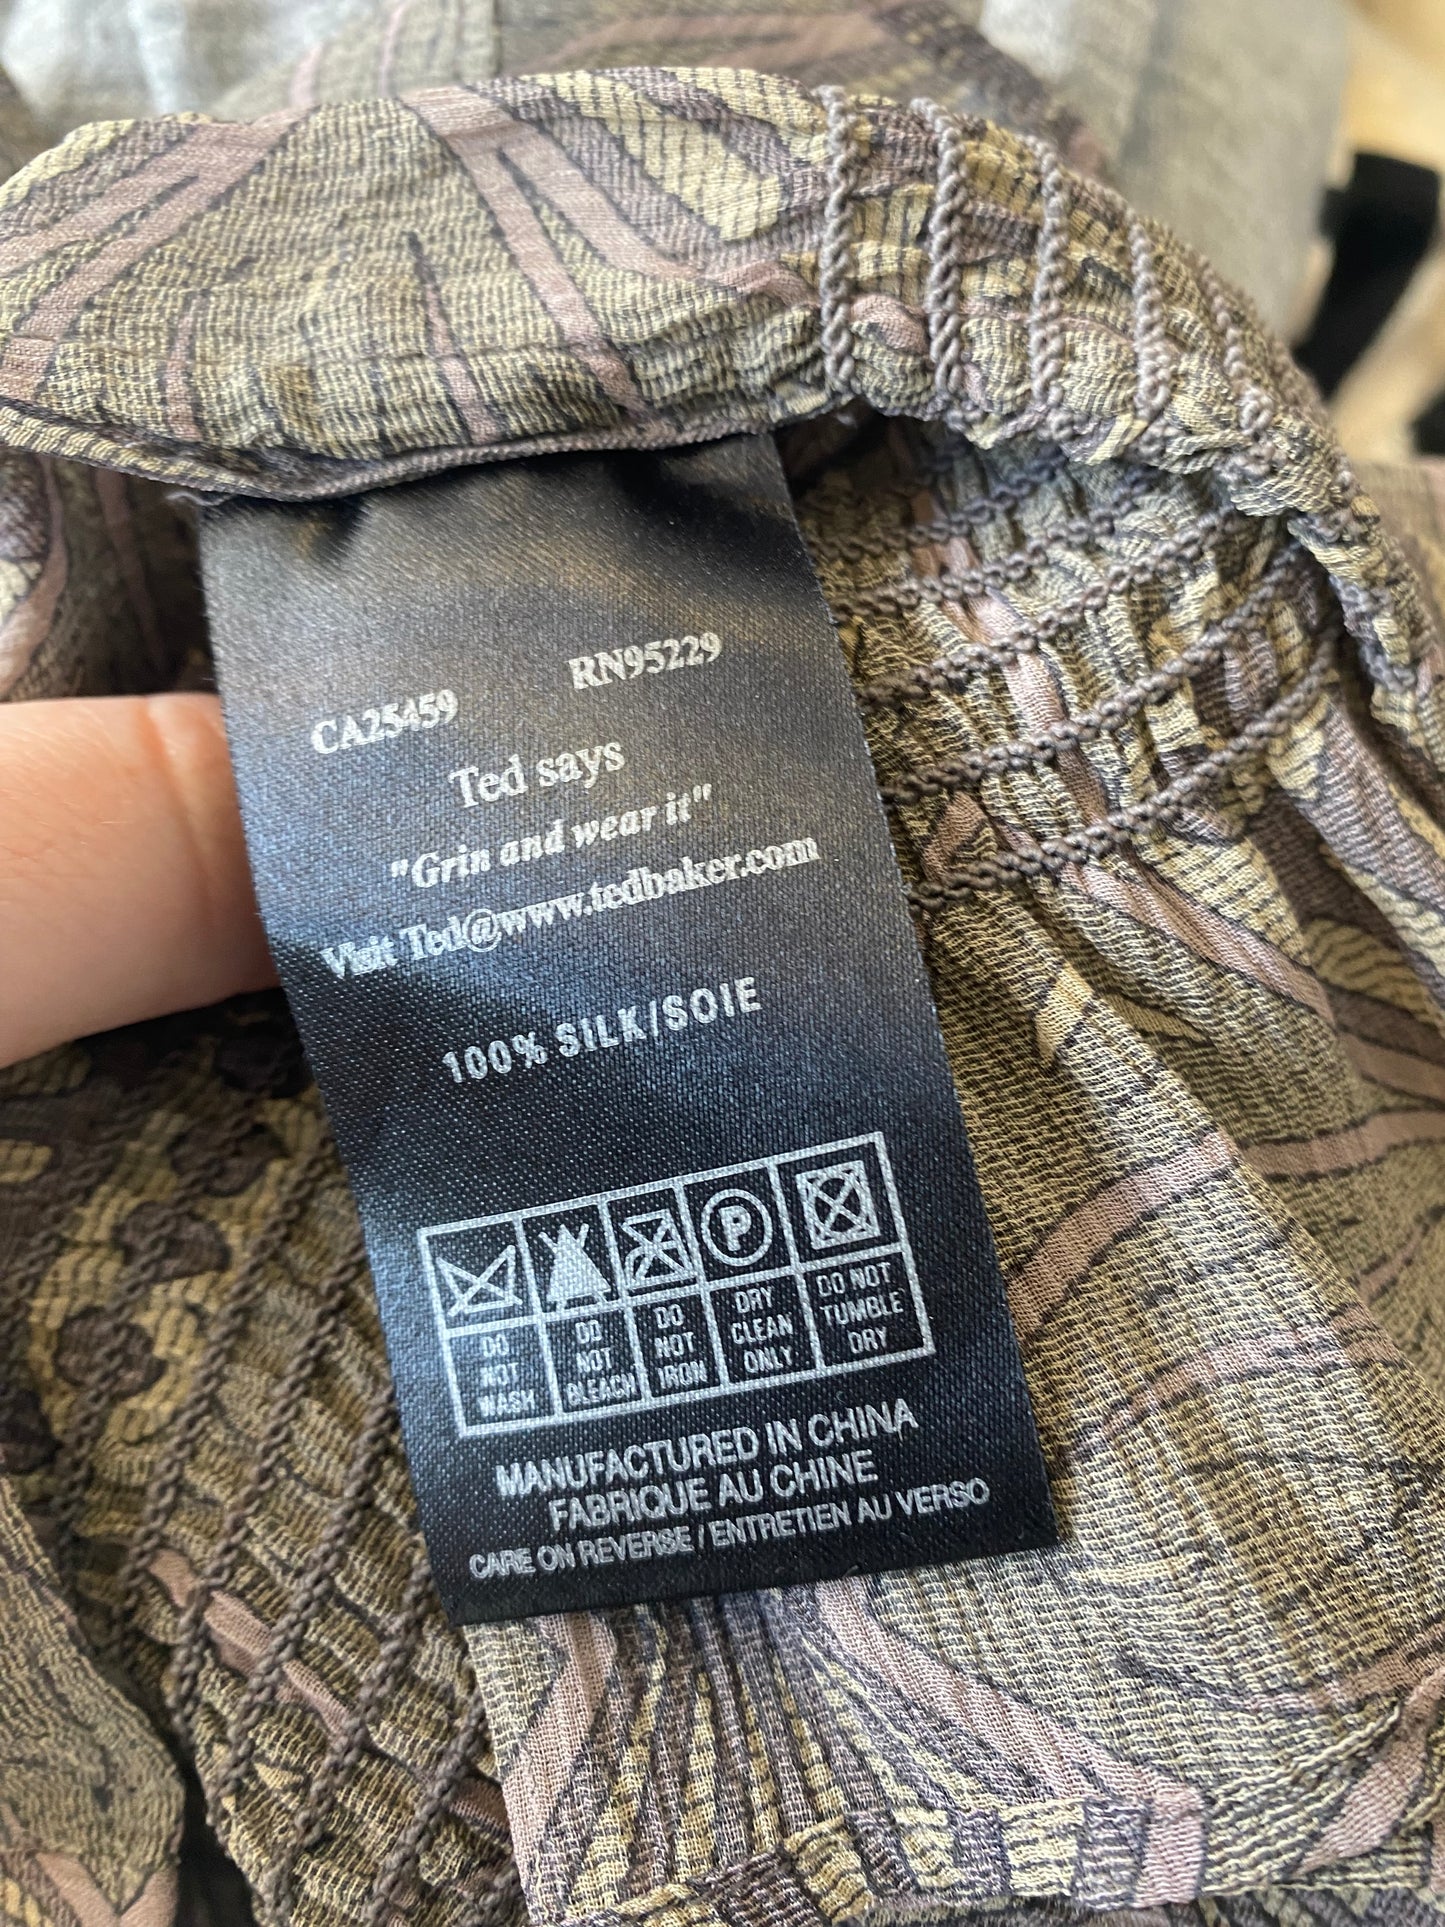 CA25459 RN95229
Ted says
"Grin and wear it"
Visit Ted@www.tedbaker.com
100% SILK/SOIE
P
DO NOT WASH
DO NOT BLEACH
DO NOT IRON
DRY CLEAN ONLY
DO NOT TUMBLE DRY
MANUFACTURED IN CHINA
FABRIQUE AU CHINE
CARE ON REVERSE / ENTRETIEN AU VERSO